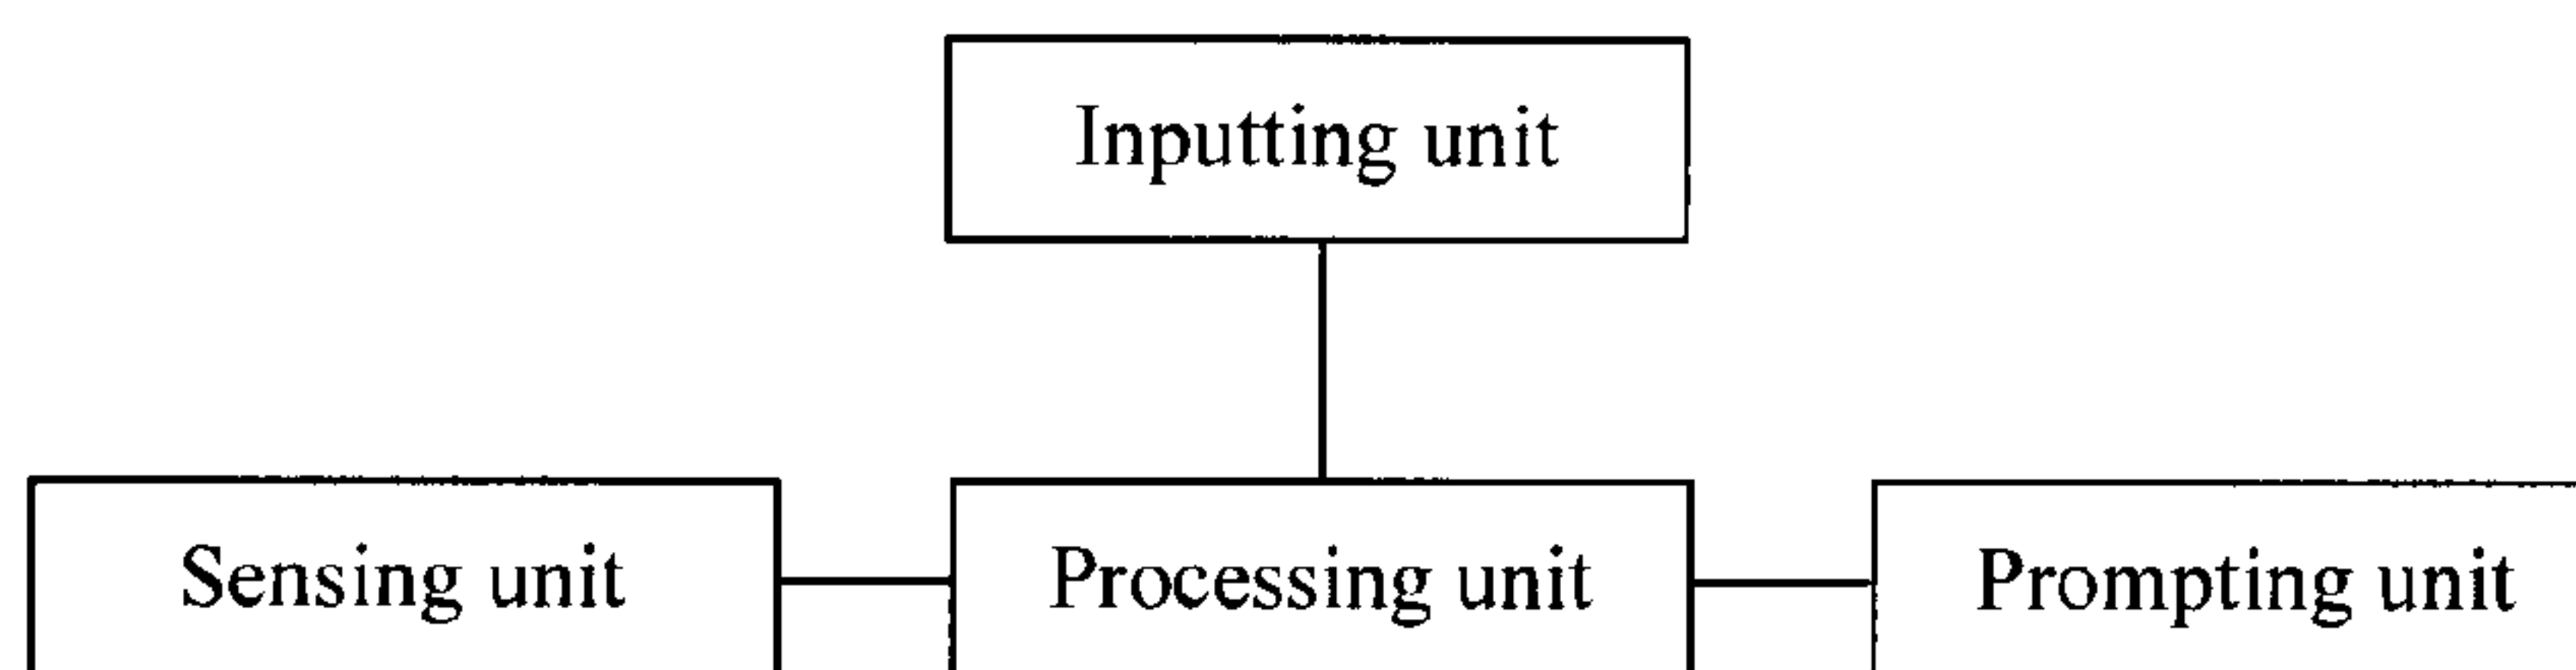 Inputting unit
Sensing unit
Processing unit
Prompting unit